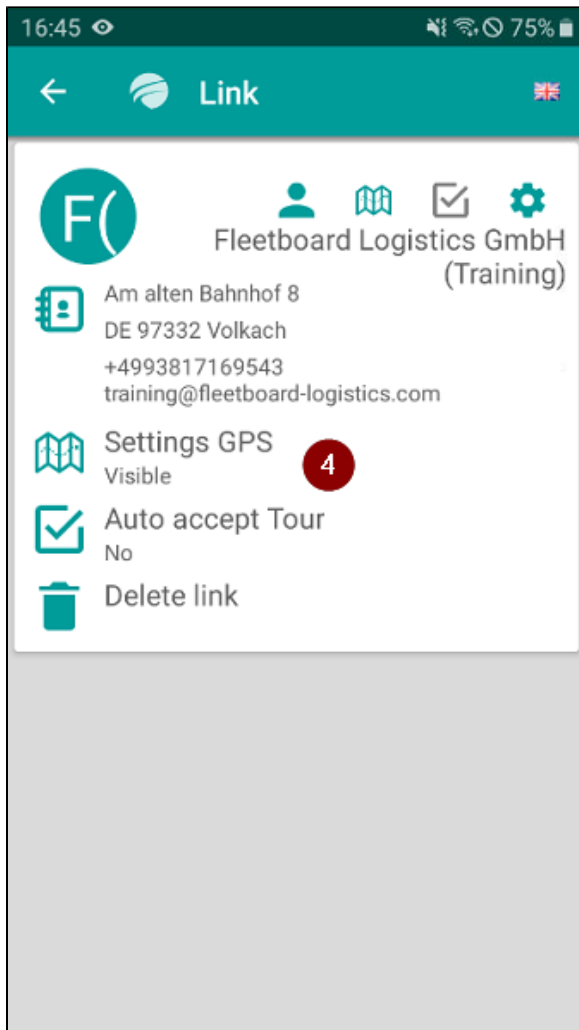 16:45 75%
Link
F(
Fleetboard Logistics GmbH
(Training)
Am alten Bahnhof 8
DE 97332 Volkach
+4993817169543
training@fleetboard-logistics.com
Settings GPS
Visible
4
Auto accept Tour
No
Delete link